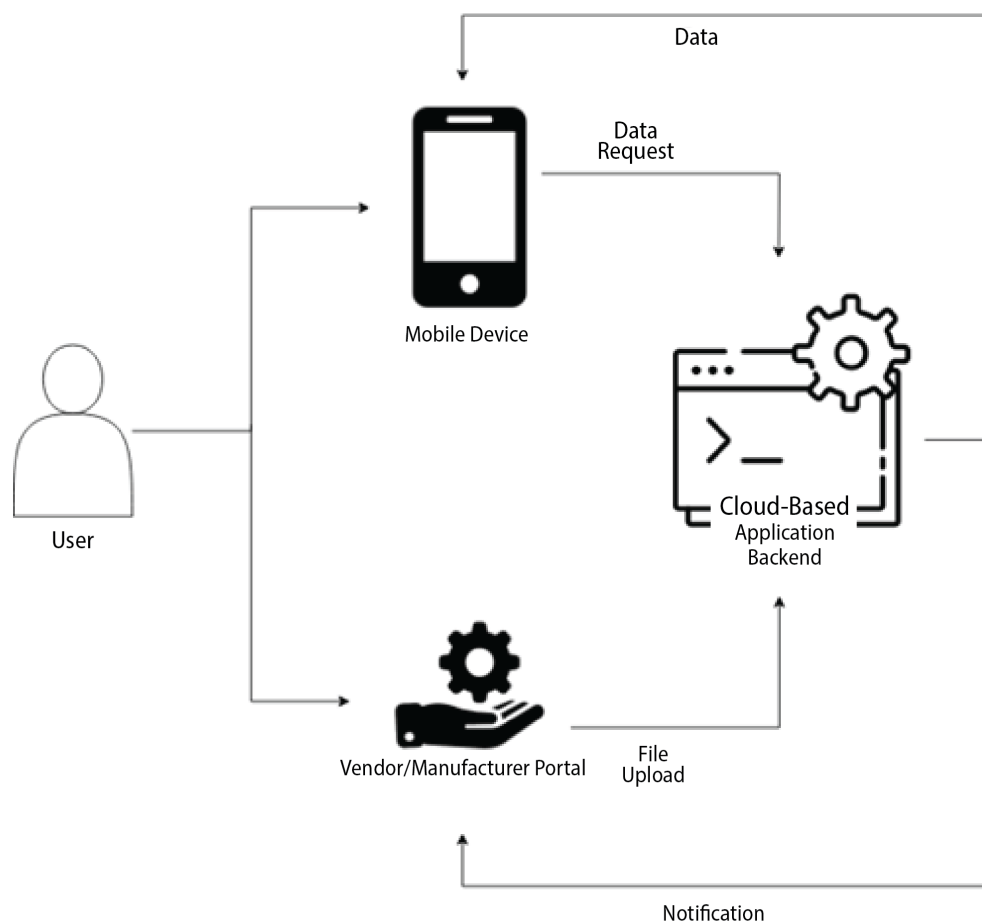 Data
Data
Request
Mobile Device
Cloud-Based
Application
Backend
User
Vendor/Manufacturer Portal
File
Upload
Notification